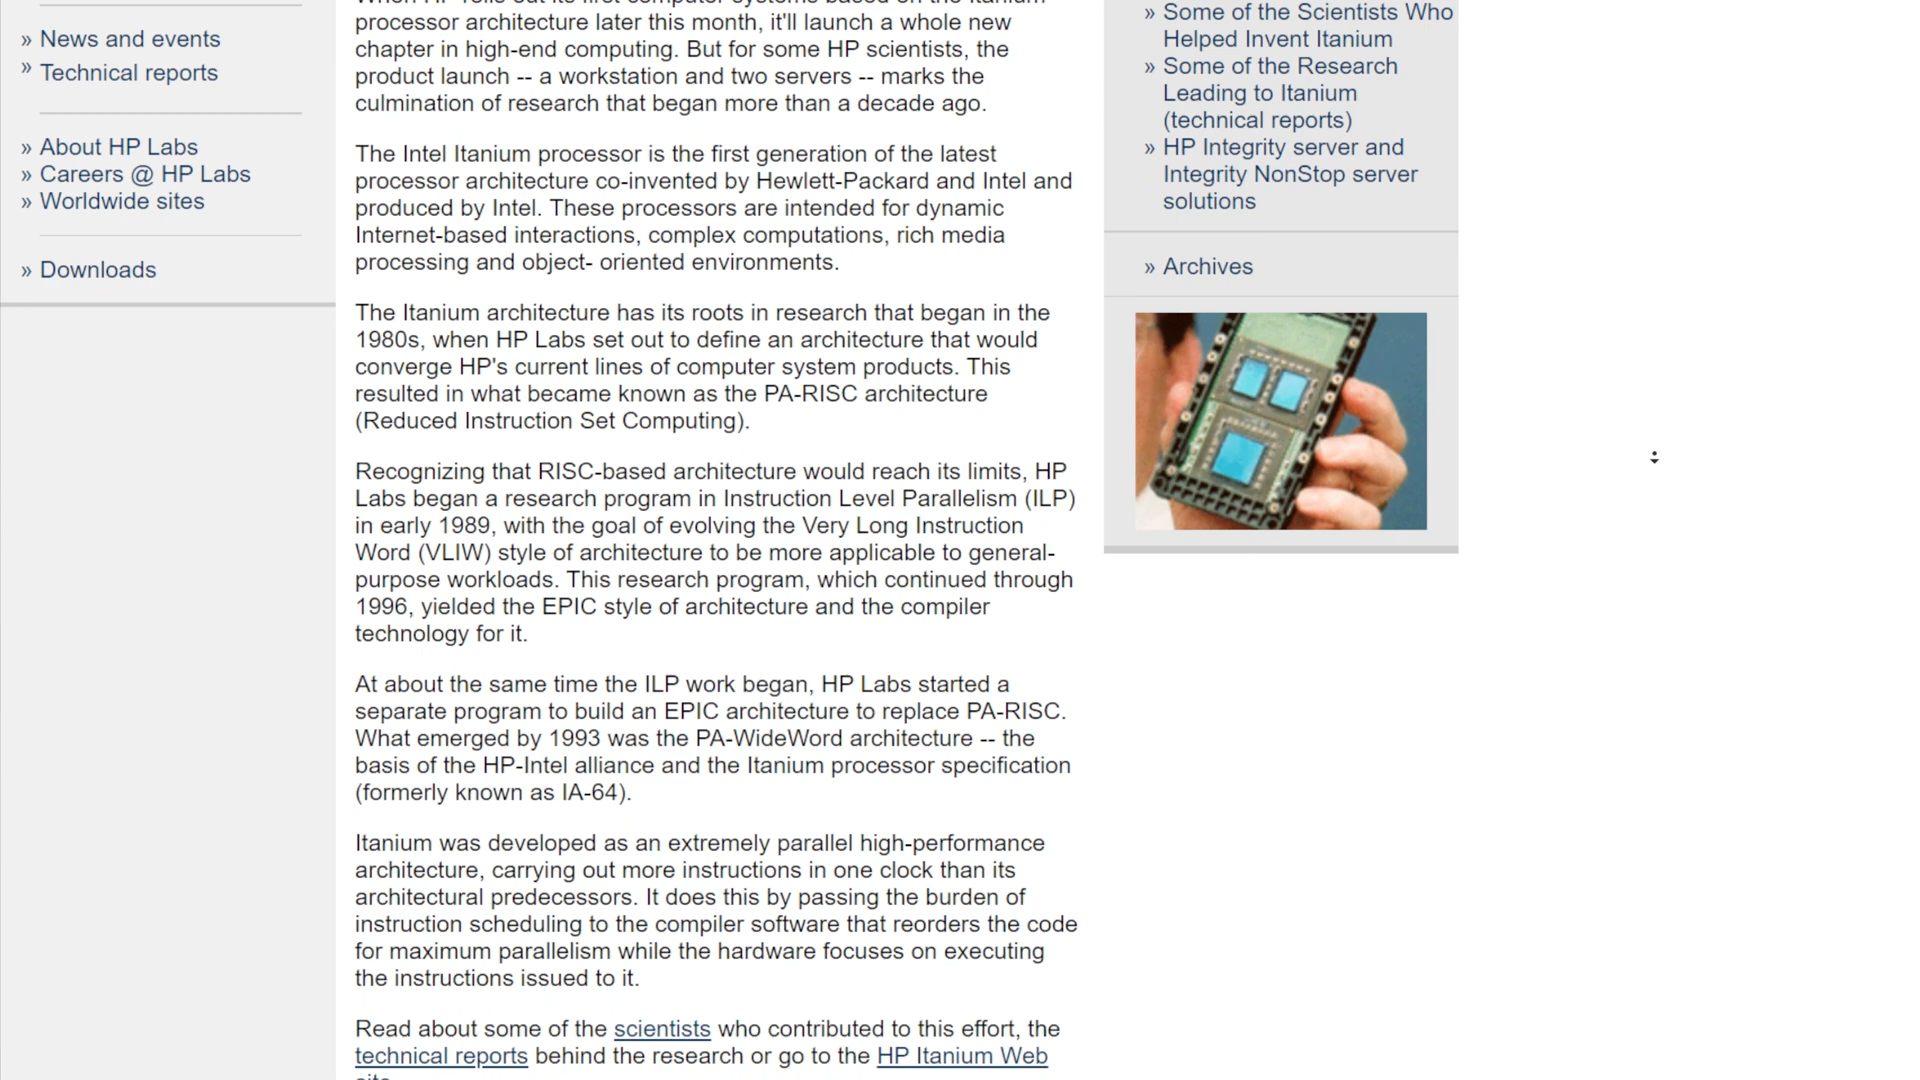 » News and events
» Technical reports
» About HP Labs
» Careers @ HP Labs
» Worldwide sites
» Downloads
When HP rolls out its first computer systems based on the Itanium
processor architecture later this month, it'll launch a whole new
chapter in high-end computing. But for some HP scientists, the
product launch -- a workstation and two servers -- marks the
culmination of research that began more than a decade ago.
The Intel Itanium processor is the first generation of the latest
processor architecture co-invented by Hewlett-Packard and Intel and
produced by Intel. These processors are intended for dynamic
Internet-based interactions, complex computations, rich media
processing and object- oriented environments.
The Itanium architecture has its roots in research that began in the
1980s, when HP Labs set out to define an architecture that would
converge HP's current lines of computer system products. This
resulted in what became known as the PA-RISC architecture
(Reduced Instruction Set Computing).
Recognizing that RISC-based architecture would reach its limits, HP
Labs began a research program in Instruction Level Parallelism (ILP)
in early 1989, with the goal of evolving the Very Long Instruction
Word (VLIW) style of architecture to be more applicable to general-
purpose workloads. This research program, which continued through
1996, yielded the EPIC style of architecture and the compiler
technology for it.
At about the same time the ILP work began, HP Labs started a
separate program to build an EPIC architecture to replace PA-RISC.
What emerged by 1993 was the PA-WideWord architecture -- the
basis of the HP-Intel alliance and the Itanium processor specification
(formerly known as IA-64).
Itanium was developed as an extremely parallel high-performance
architecture, carrying out more instructions in one clock than its
architectural predecessors. It does this by passing the burden of
instruction scheduling to the compiler software that reorders the code
for maximum parallelism while the hardware focuses on executing
the instructions issued to it.
Read about some of the scientists who contributed to this effort, the
technical reports behind the research or go to the HP Itanium Web
site
» Some of the Scientists Who
Helped Invent Itanium
» Some of the Research
Leading to Itanium
(technical reports)
» HP Integrity server and
Integrity NonStop server
solutions
» Archives